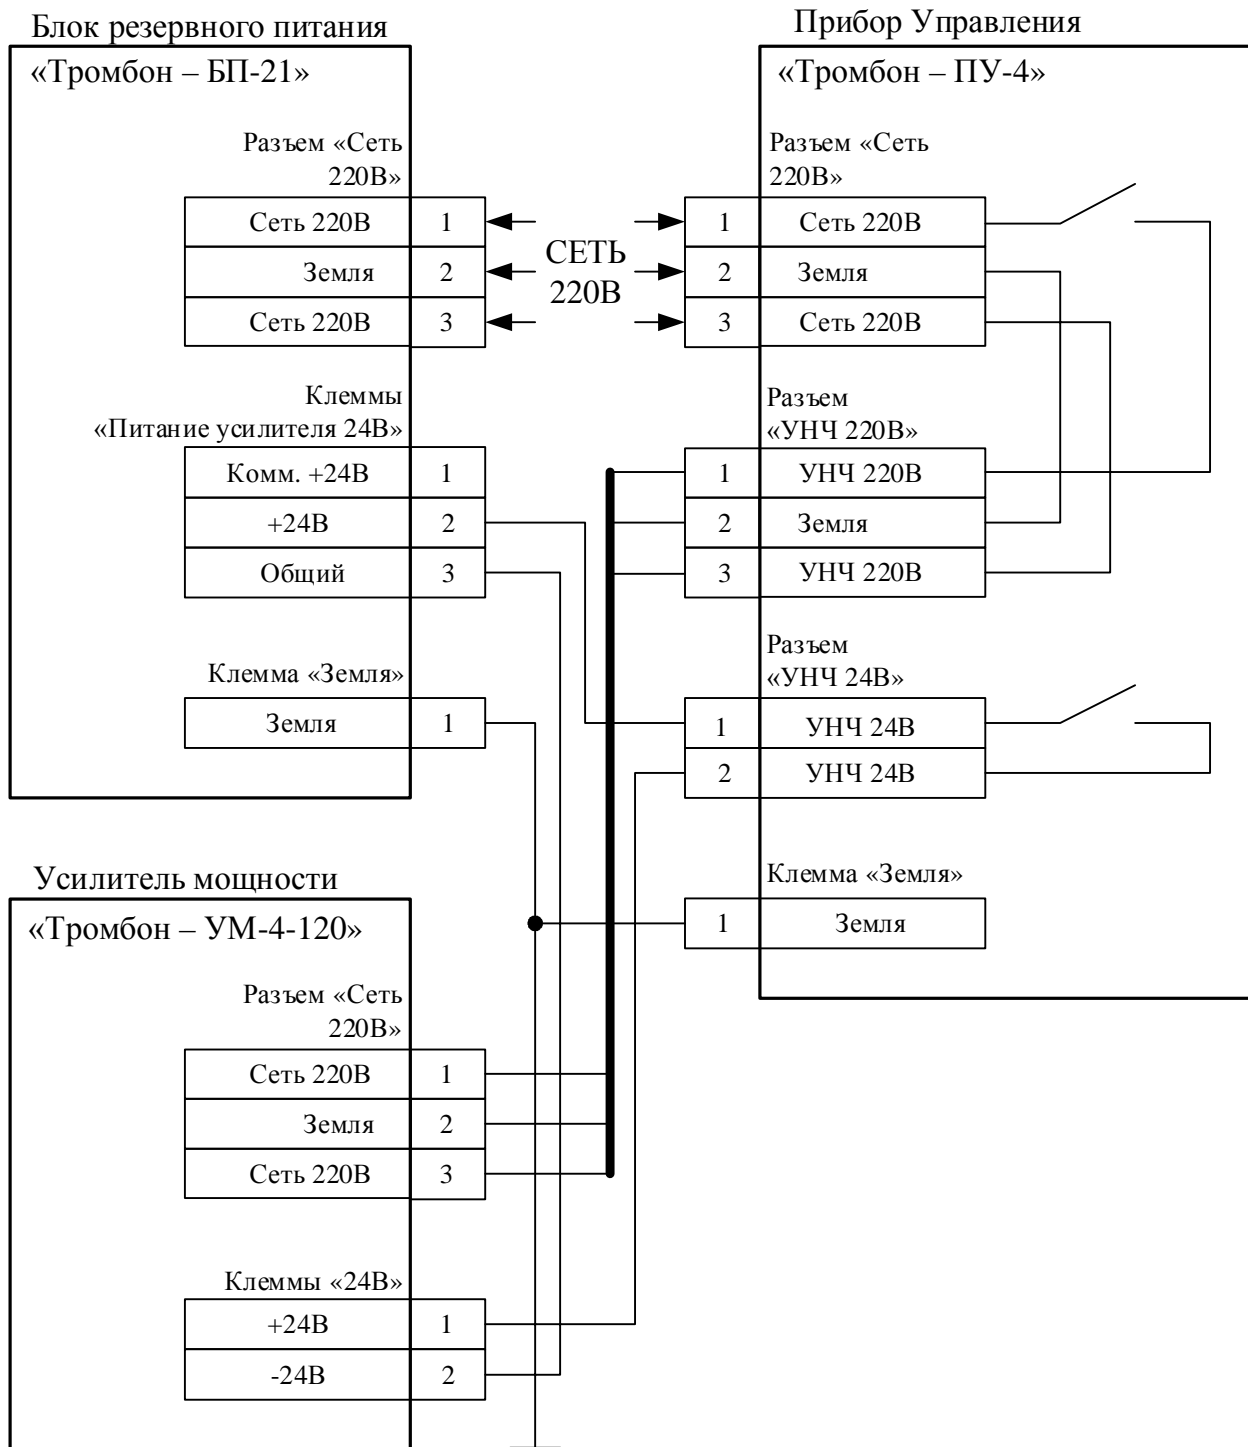 Блок резервного питания
«Тромбон – БП-21»
Разъем «Сеть
220В»
Сеть 220В 1
Земля 2
Сеть 220В 3
СЕТЬ
220В
Клеммы
«Питание усилителя 24В»
Комм. +24В 1
+24В 2
Общий 3
Клемма «Земля»
Земля 1
Прибор Управления
«Тромбон – ПУ-4»
Разъем «Сеть
220В»
1 Сеть 220В
2 Земля
3 Сеть 220В
Разъем
«УНЧ 220В»
1 УНЧ 220В
2 Земля
3 УНЧ 220В
Разъем
«УНЧ 24В»
1 УНЧ 24В
2 УНЧ 24В
Клемма «Земля»
1 Земля
Усилитель мощности
«Тромбон – УМ-4-120»
Разъем «Сеть
220В»
Сеть 220В 1
Земля 2
Сеть 220В 3
Клеммы «24В»
+24В 1
-24В 2